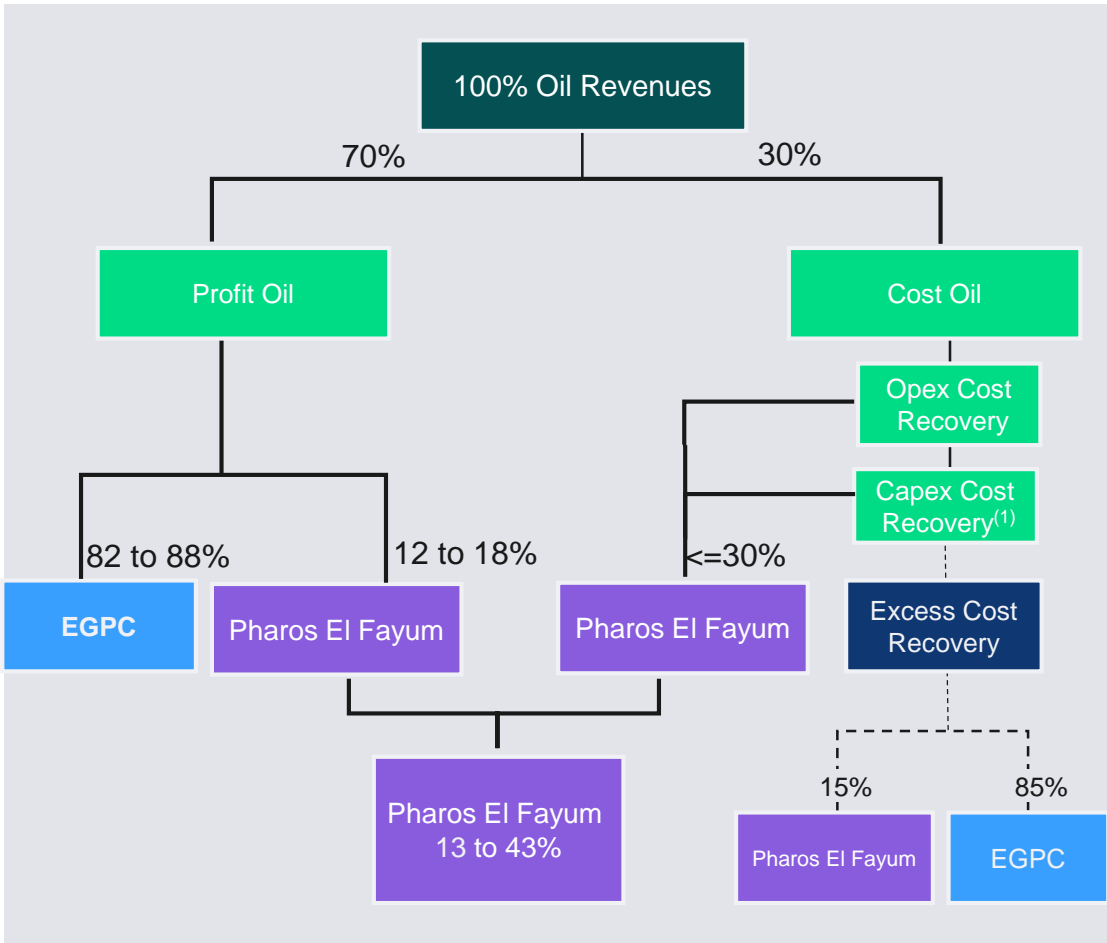 100% Oil Revenues
70%
30%
Profit Oil
Cost Oil
Opex Cost
Recovery
Capex Cost
Recovery(1)
82 to 88%
12 to 18%
<=30%
EGPC
Pharos El Fayum
Pharos El Fayum
Excess Cost
Recovery
Pharos El Fayum
13 to 43%
15%
85%
Pharos El Fayum
EGPC